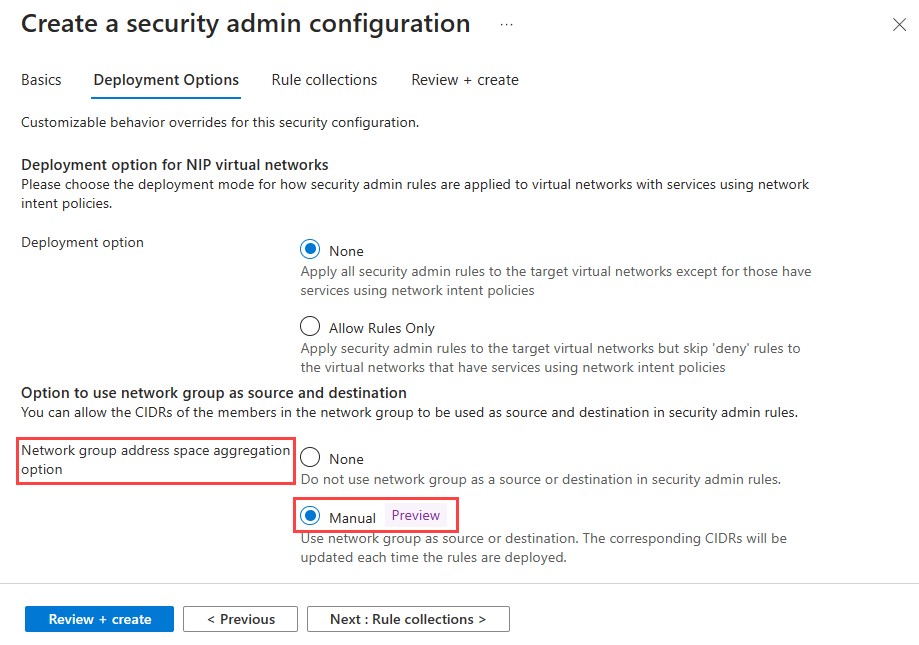 Create a security admin configuration ...
Basics Deployment Options Rule collections Review + create
Customizable behavior overrides for this security configuration.
Deployment option for NIP virtual networks
Please choose the deployment mode for how security admin rules are applied to virtual networks with services using network
intent policies.
Deployment option
None
Apply all security admin rules to the target virtual networks except for those have
services using network intent policies
Allow Rules Only
Apply security admin rules to the target virtual networks but skip 'deny' rules to
the virtual networks that have services using network intent policies
Option to use network group as source and destination
You can allow the CIDRs of the members in the network group to be used as source and destination in security admin rules.
Network group address space aggregation
option
None
Do not use network group as a source or destination in security admin rules.
Manual Preview
Use network group as source or destination. The corresponding CIDRs will be
updated each time the rules are deployed.
Review + create < Previous Next : Rule collections >